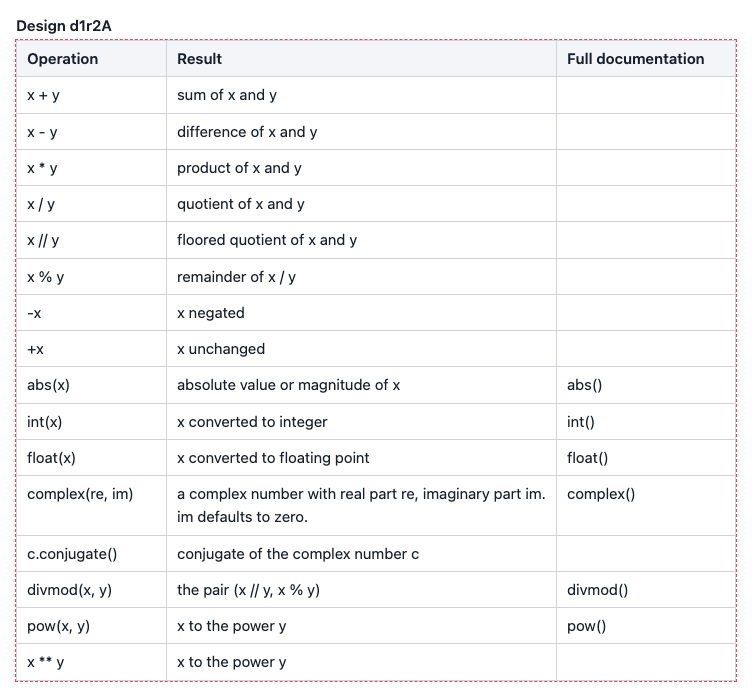 Design d1r2A
Operation Result Full documentation
x + y sum of x and y
x - y difference of x and y
x * y product of x and y
x / y quotient of x and y
x // y floored quotient of x and y
x % y remainder of x / y
-x x negated
+x x unchanged
abs(x) absolute value or magnitude of x abs()
int(x) x converted to integer int()
float(x) x converted to floating point float()
complex(re, im) a complex number with real part re, imaginary part im. complex()
im defaults to zero.
c.conjugate() conjugate of the complex number c
divmod(x, y) the pair (x // y, x % y) divmod()
pow(x, y) x to the power y pow()
x ** y x to the power y